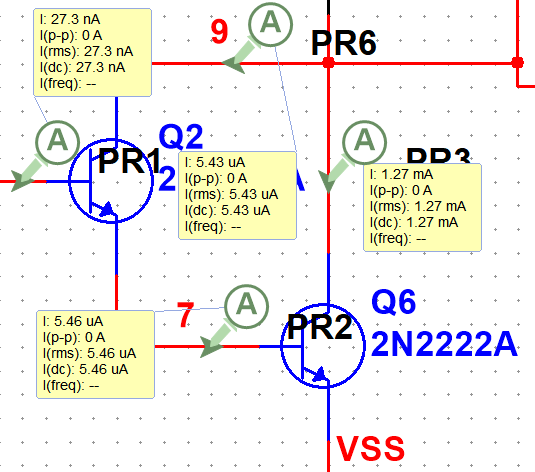 I: 27.3 nA
I(p-p): 0 A
I(rms): 27.3 nA
I(dc): 27.3 nA
I(freq): --
9
A
PR6
A
PR1
Q2
2
A
PR3
I: 5.43 uA
I(p-p): 0 A
I(rms): 5.43 uA
I(dc): 5.43 uA
I(freq): --
I: 1.27 mA
I(p-p): 0 A
I(rms): 1.27 mA
I(dc): 1.27 mA
I(freq): --
I: 5.46 uA
I(p-p): 0 A
I(rms): 5.46 uA
I(dc): 5.46 uA
I(freq): --
7
A
PR2
Q6
2N2222A
VSS